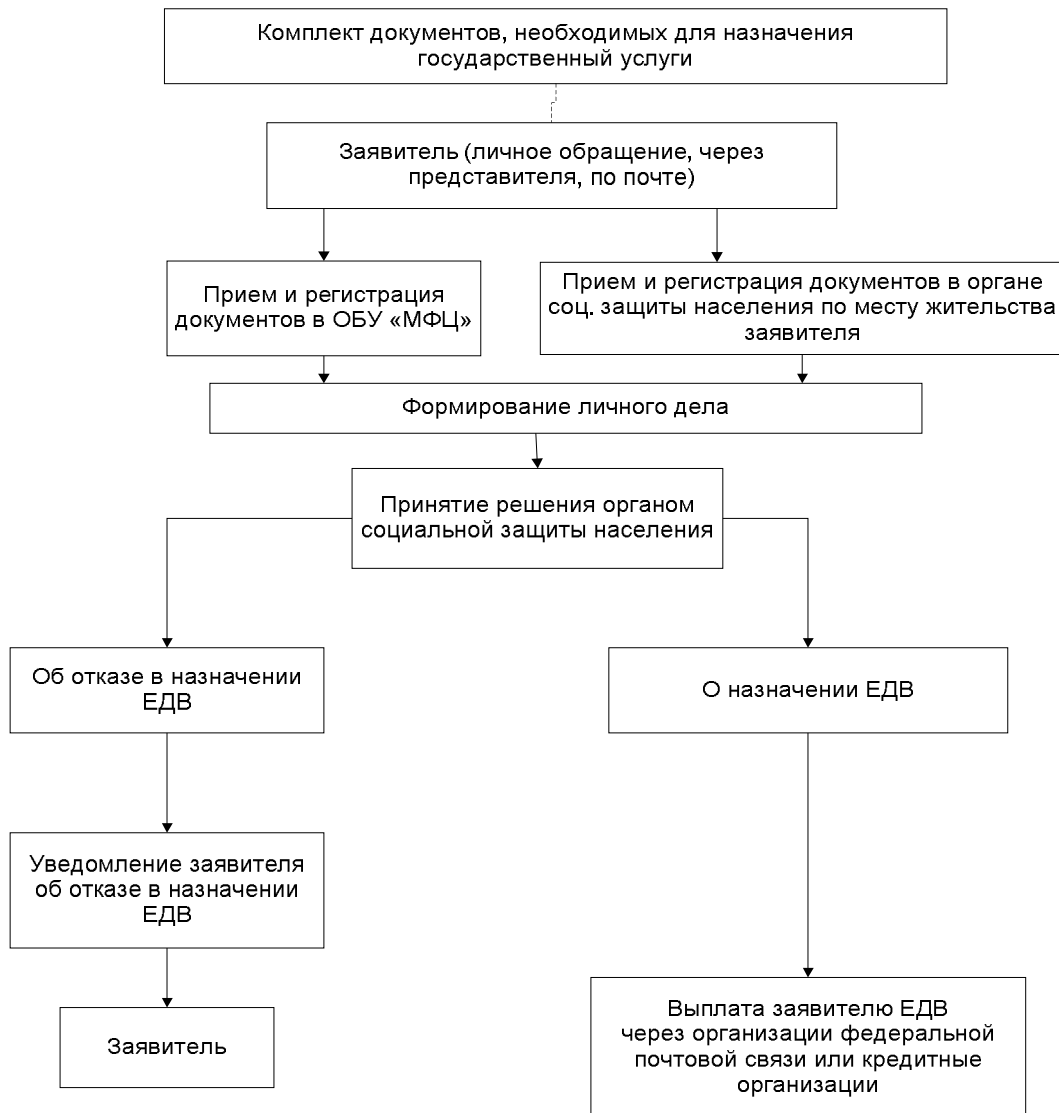 Комплект документов, необходимых для назначения
государственный услуги
Заявитель (личное обращение, через
представителя, по почте)
Прием и регистрация
документов в ОБУ «МФЦ»
Прием и регистрация документов в органе
соц. защиты населения по месту жительства
заявителя
Формирование личного дела
Принятие решения органом
социальной защиты населения
Об отказе в назначении
ЕДВ
О назначении ЕДВ
Уведомление заявителя
об отказе в назначении
ЕДВ
Заявитель
Выплата заявителю ЕДВ
через организации федеральной
почтовой связи или кредитные
организации